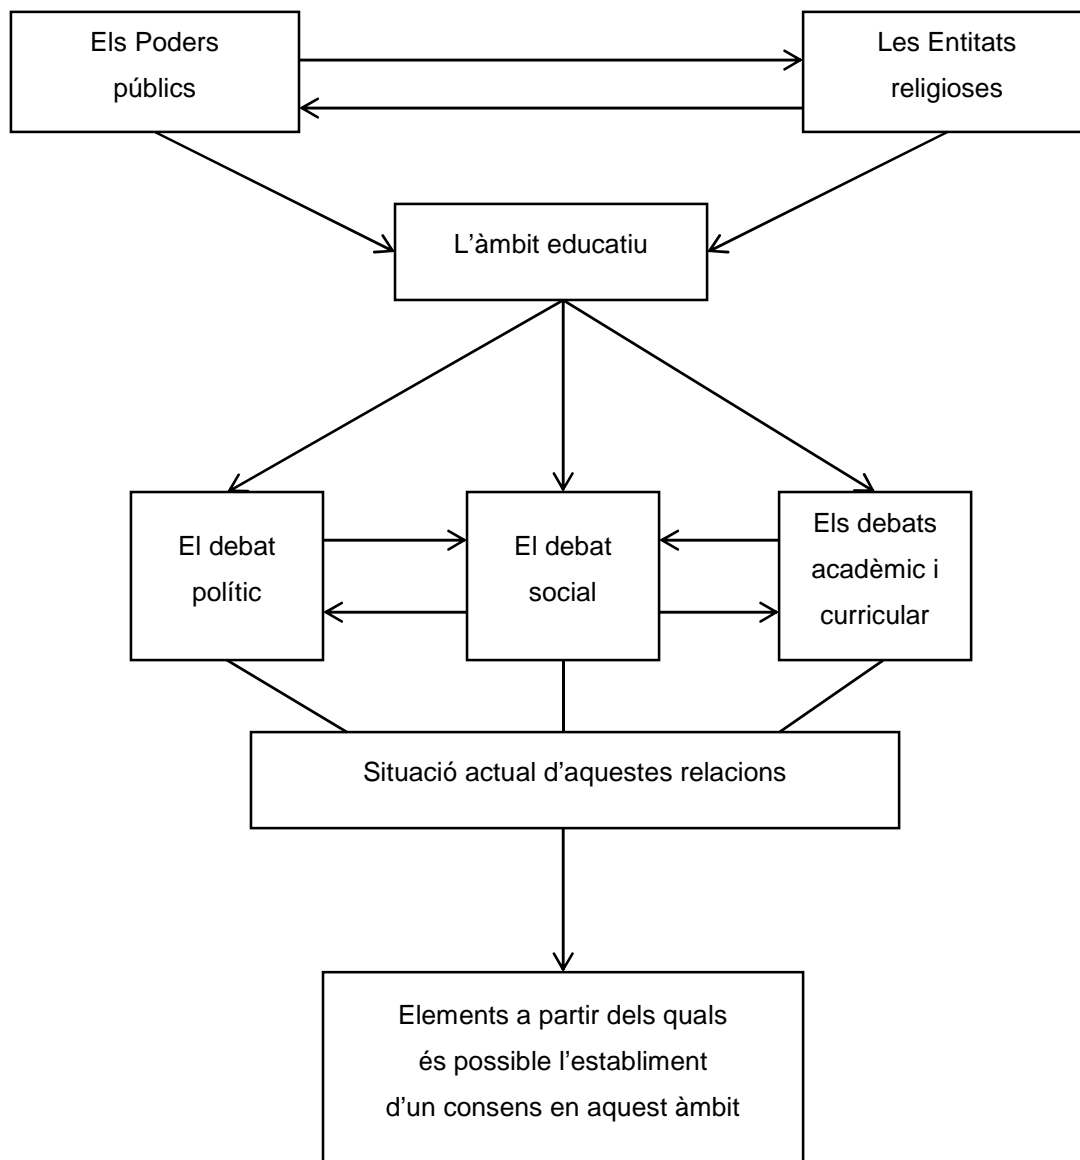 Els Poders
públics
Les Entitats
religioses
L’àmbit educatiu
El debat
polític
El debat
social
Els debats
acadèmic i
curricular
Situació actual d’aquestes relacions
Elements a partir dels quals
és possible l’establiment
d’un consens en aquest àmbit